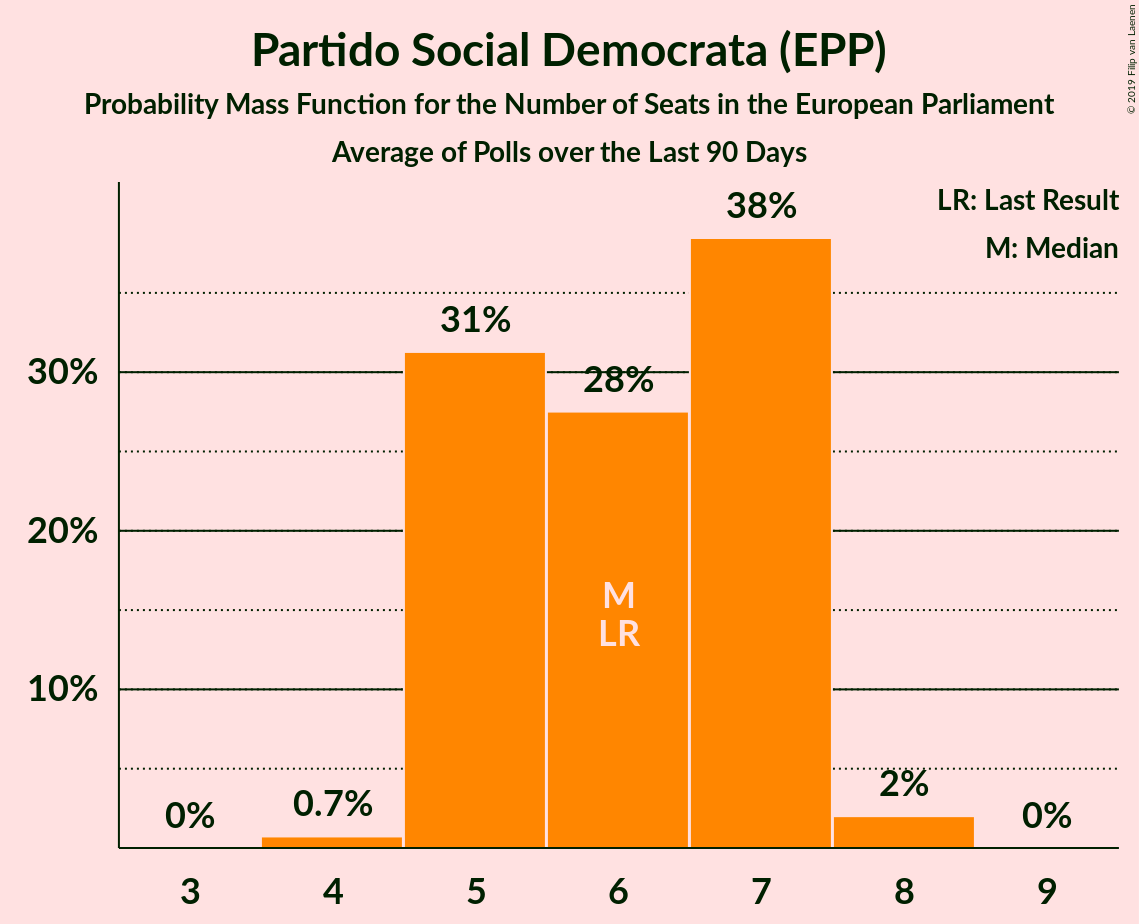 Partido Social Democrata (EPP)
Probability Mass Function for the Number of Seats in the European Parliament
Average of Polls over the Last 90 Days
© 2019 Filip van Laenen
LR: Last Result
M: Median
38%
31%
28%
30%
20%
M
LR
10%
0%
0.7%
2%
0%
3 4 5 6 7 8 9